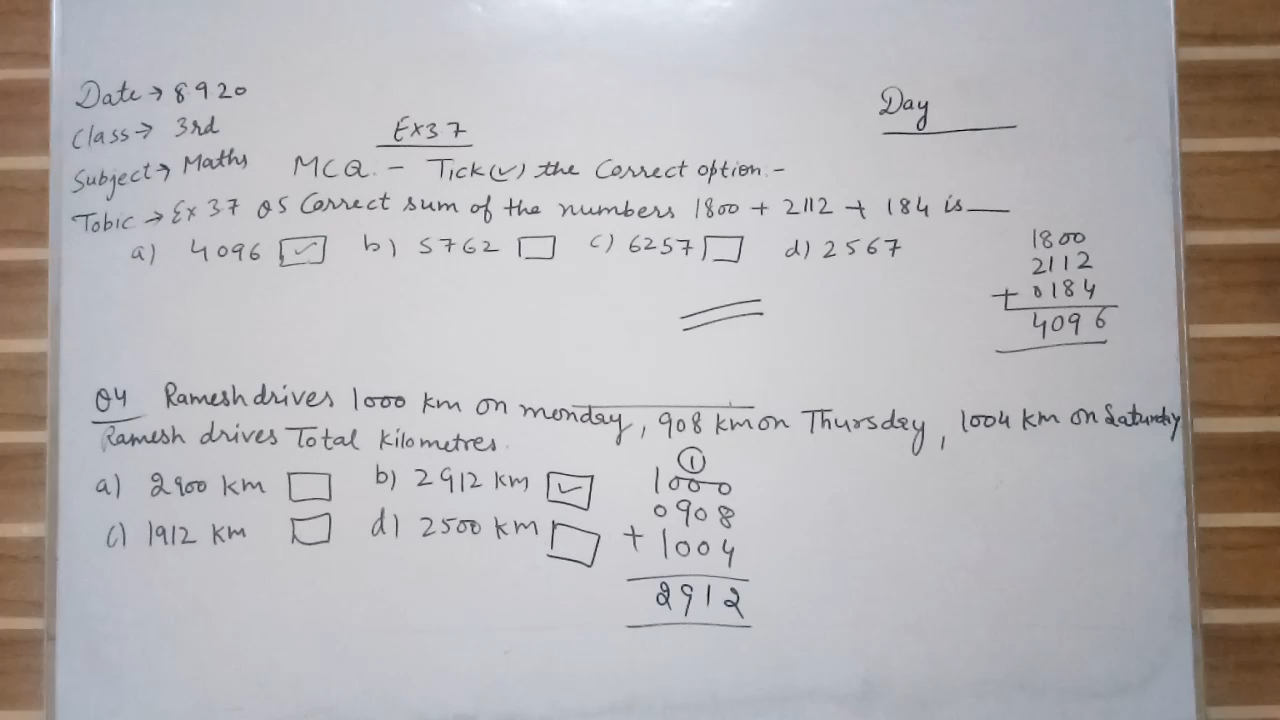 Date → 8 9 20
Day
Class → 3rd
Ex 37
Subject → Maths
MCQ. - Tick (✓) the Correct option:-
Tobic → Ex 37 Q5 Correct sum of the numbers 1800 + 2112 + 184 is
a) 4096 ✓ b) 5762 c) 6257 d) 2567
1800
2112
+ 0184
4096
Q4 Ramesh drives 1000 km on monday, 908 km on Thursday, 1004 km on Saturday
Ramesh drives Total kilometres.
a) 2900 km b) 2912 km ✓
c) 1912 km d) 2500 km
1
1000
0908
+ 1004
2912